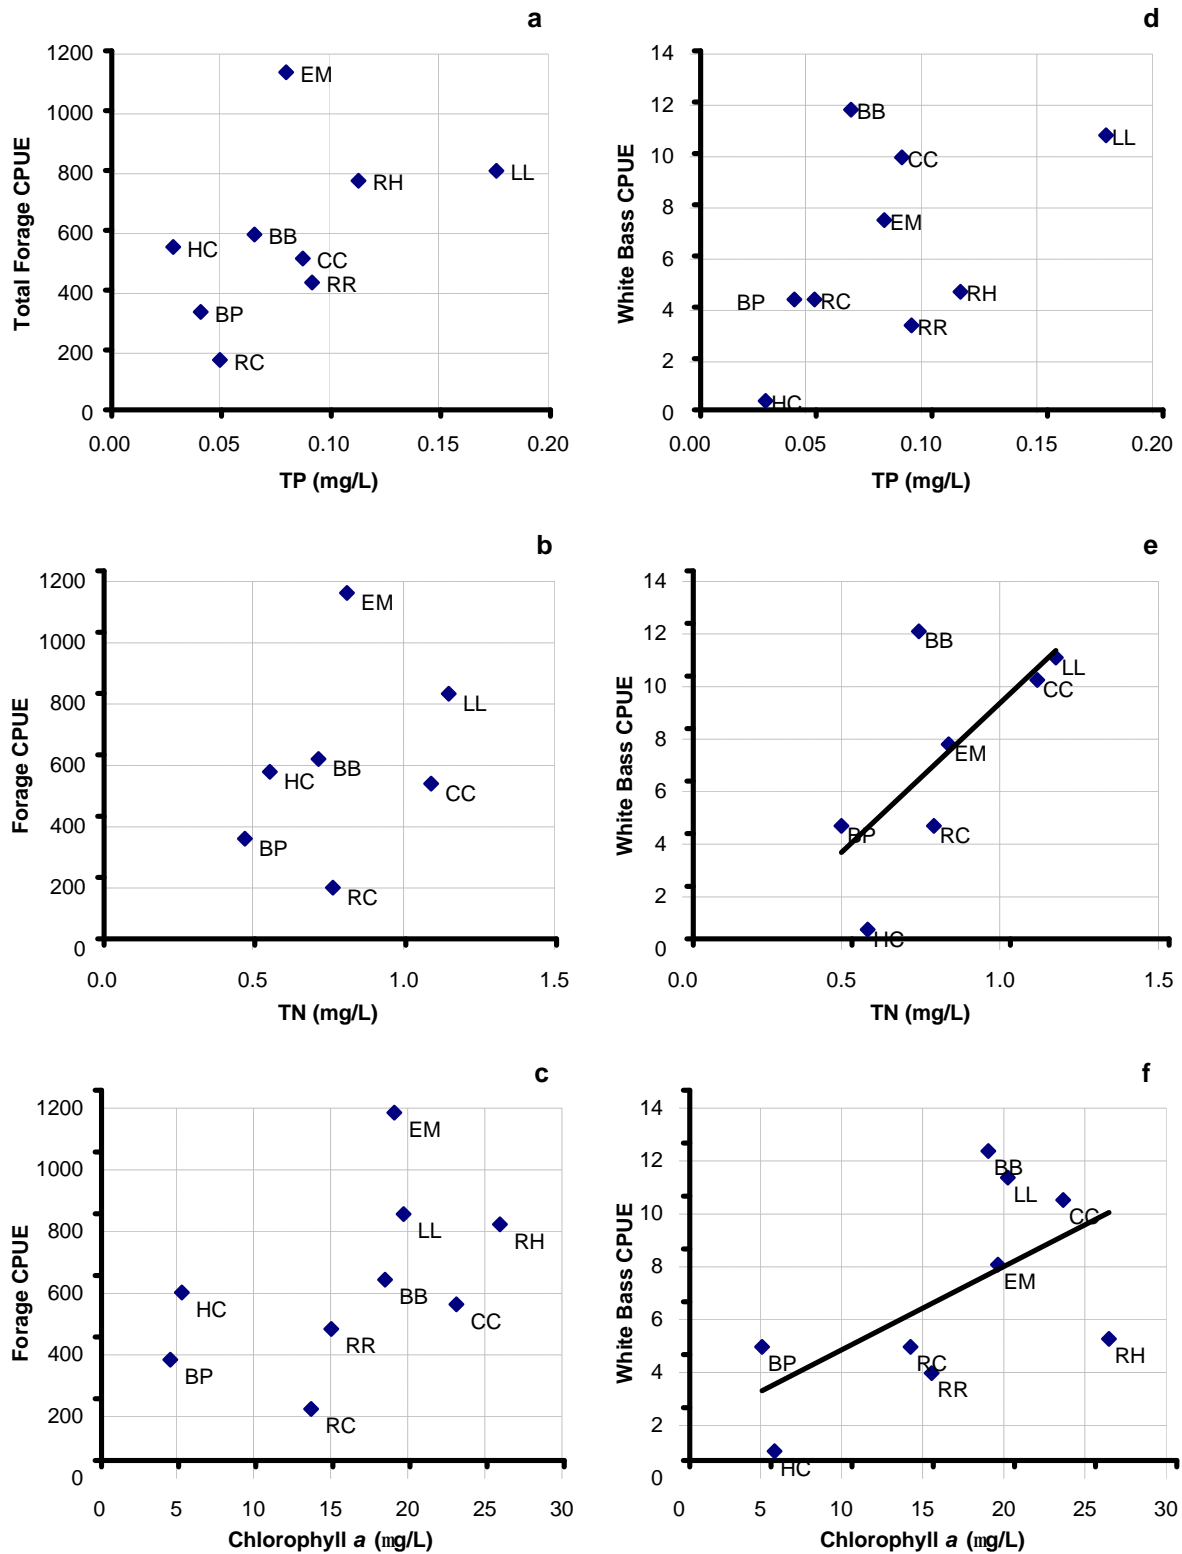 a
1200
1000
800
600
400
200
0
EM
LL
RH
BB
HC
CC
RR
BP
RC
0.00 0.05 0.10 0.15 0.20
Total Forage CPUE
TP (mg/L)
d
14
12
10
8
6
4
2
0
BB
LL
CC
EM
RH
BP
RC
RR
HC
0.00 0.05 0.10 0.15 0.20
White Bass CPUE
TP (mg/L)
b
1200
1000
800
600
400
200
0
EM
LL
BB
HC
CC
BP
RC
0.0 0.5 1.0 1.5
Forage CPUE
TN (mg/L)
e
14
12
10
8
6
4
2
0
BB
LL
CC
EM
BP
RC
HC
0.0 0.5 1.0 1.5
White Bass CPUE
TN (mg/L)
c
1200
1000
800
600
400
200
0
EM
LL
RH
HC
BB
CC
RR
BP
RC
0 5 10 15 20 25 30
Forage CPUE
Chlorophyll a (mg/L)
f
14
12
10
8
6
4
2
0
BB
LL
CC
EM
BP
RC
RH
RR
HC
0 5 10 15 20 25 30
White Bass CPUE
Chlorophyll a (mg/L)